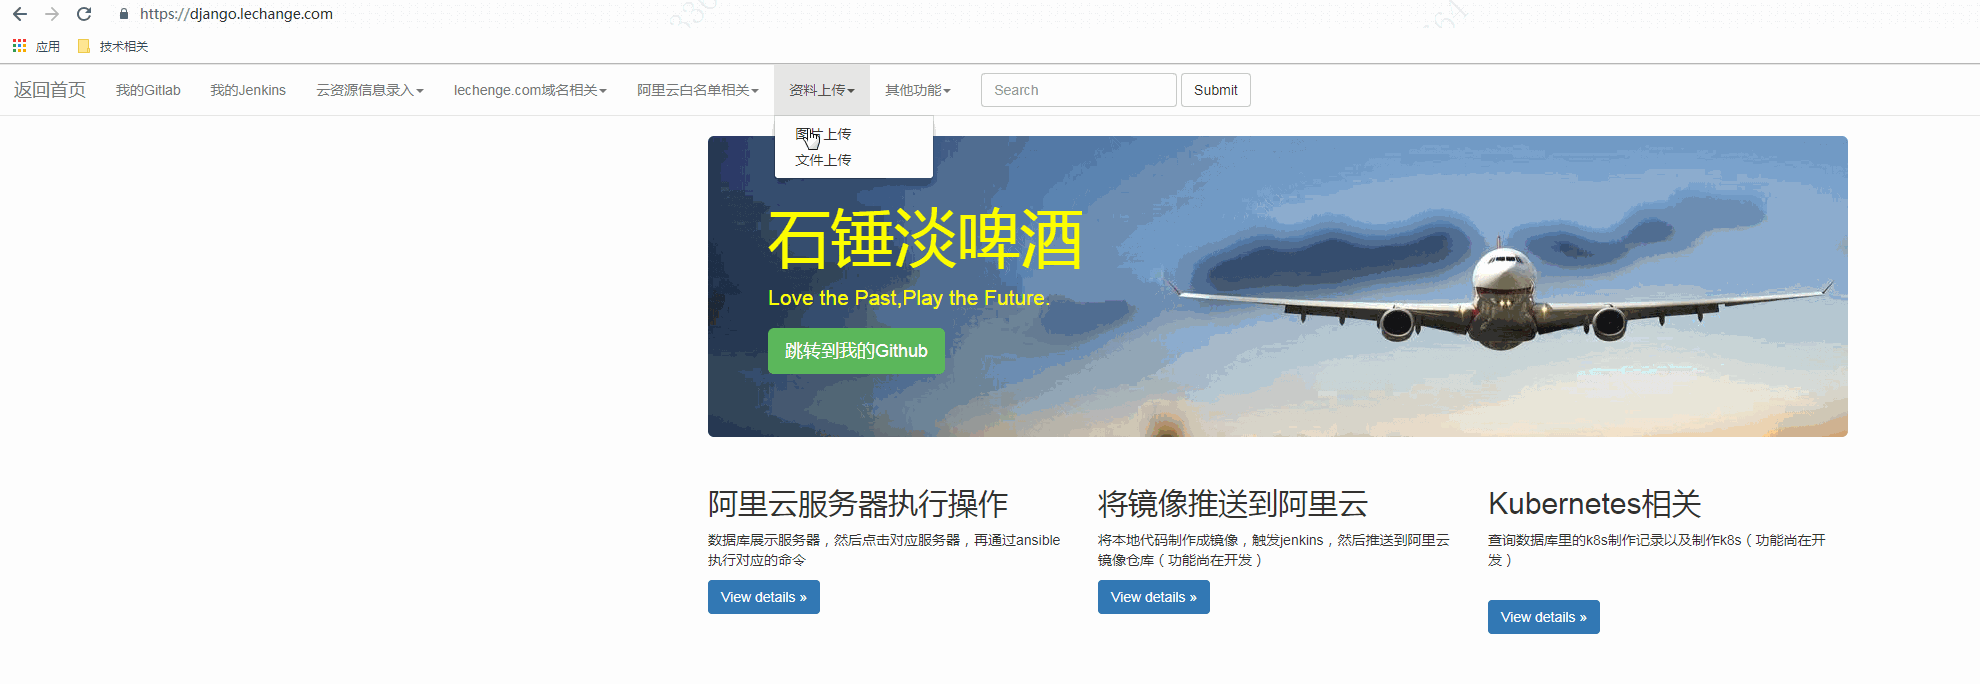 https://django.lechange.com
应用 技术相关
返回首页 我的Gitlab 我的Jenkins 云资源信息录入 lechenge.com域名相关 阿里云白名单相关 资料上传 其他功能 Search Submit
图片上传
文件上传
石锤淡啤酒
Love the Past,Play the Future.
跳转到我的Github
阿里云服务器执行操作
数据库展示服务器，然后点击对应服务器，再通过ansible
执行对应的命令
View details »
将镜像推送到阿里云
将本地代码制作成镜像，触发jenkins，然后推送到阿里云
镜像仓库（功能尚在开发）
View details »
Kubernetes相关
查询数据库里的k8s制作记录以及制作k8s（功能尚在开
发）
View details »